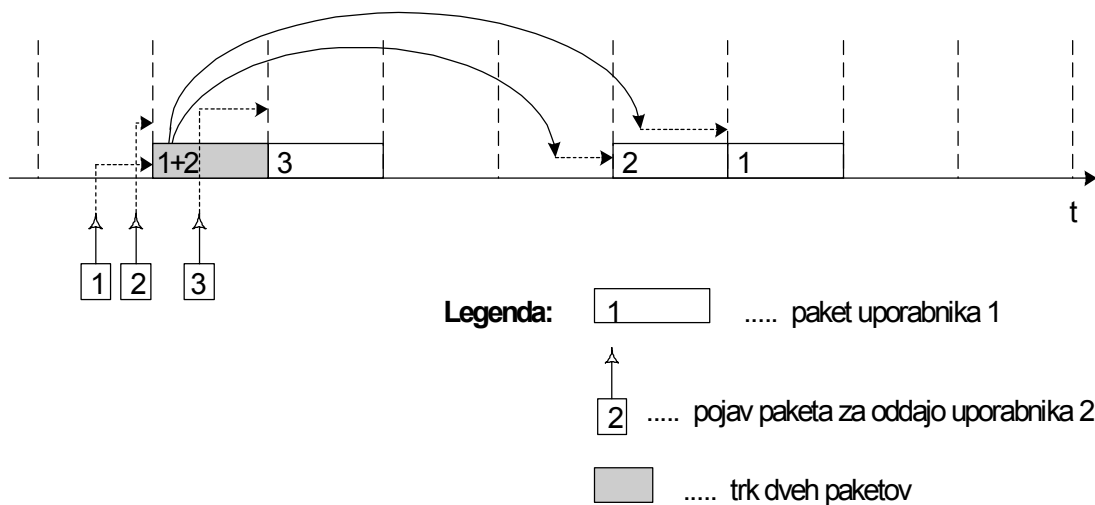 1+2 3 2 1
t
1 2 3
Legenda: 1 ..... paket uporabnika 1
2 ..... pojav paketa za oddajo uporabnika 2
..... trk dveh paketov